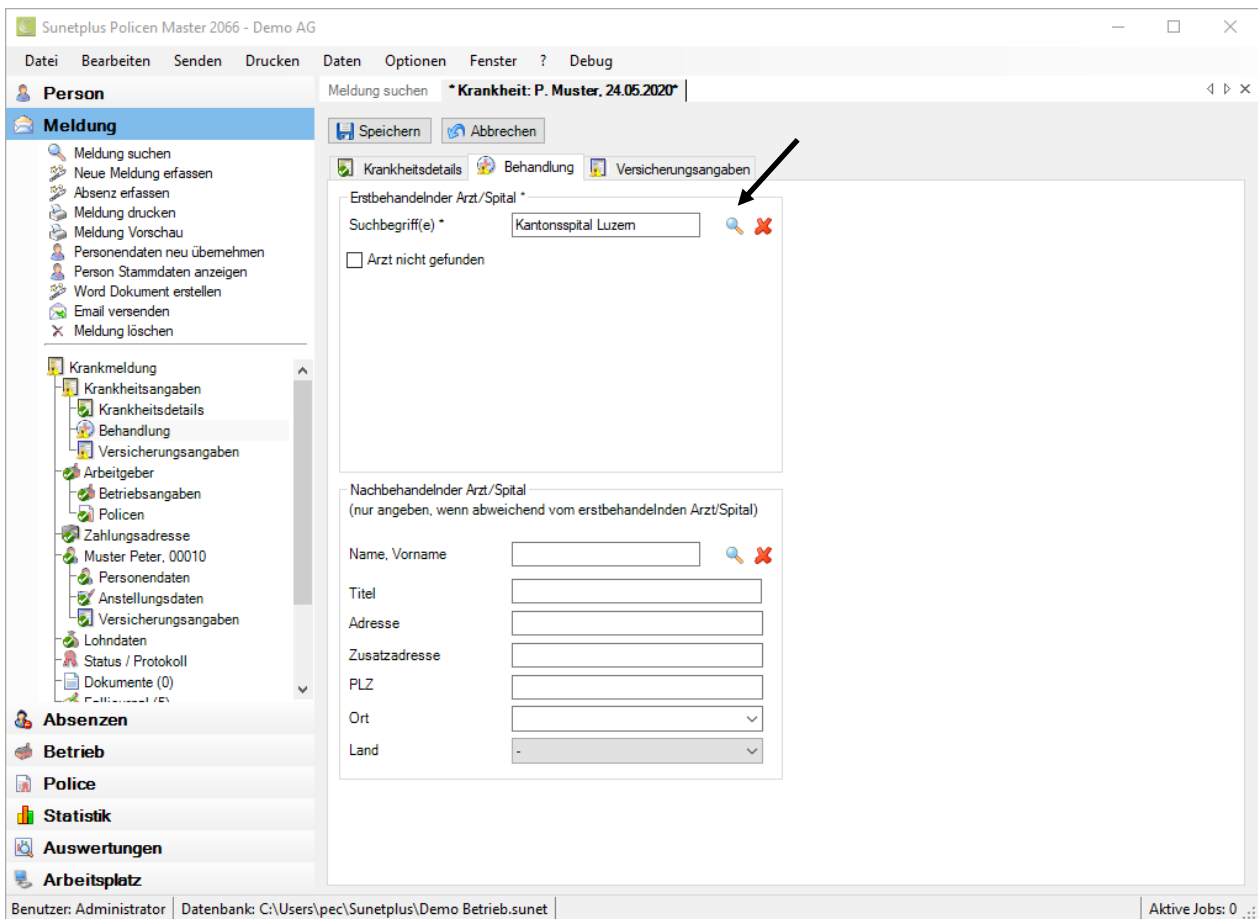 Sunetplus Policen Master 2066 - Demo AG
Datei Bearbeiten Senden Drucken Daten Optionen Fenster ? Debug
Person
Meldung
Meldung suchen
Neue Meldung erfassen
Absenz erfassen
Meldung drucken
Meldung Vorschau
Personendaten neu übernehmen
Person Stammdaten anzeigen
Word Dokument erstellen
Email versenden
Meldung löschen
Krankmeldung
Krankheitsangaben
Krankheitsdetails
Behandlung
Versicherungsangaben
Arbeitgeber
Betriebsangaben
Policen
Zahlungsadresse
Muster Peter, 00010
Personendaten
Anstellungsdaten
Versicherungsangaben
Lohndaten
Status / Protokoll
Dokumente (0)
Absenzen
Betrieb
Police
Statistik
Auswertungen
Arbeitsplatz
Meldung suchen * Krankheit: P. Muster, 24.05.2020*
Speichern Abbrechen
Krankheitsdetails Behandlung Versicherungsangaben
Erstbehandelnder Arzt/Spital *
Suchbegriff(e) * Kantonsspital Luzern
Arzt nicht gefunden
Nachbehandelnder Arzt/Spital
(nur angeben, wenn abweichend vom erstbehandelnden Arzt/Spital)
Name, Vorname
Titel
Adresse
Zusatzadresse
PLZ
Ort
Land -
Benutzer: Administrator Datenbank: C:\Users\pec\Sunetplus\Demo Betrieb.sunet Aktive Jobs: 0